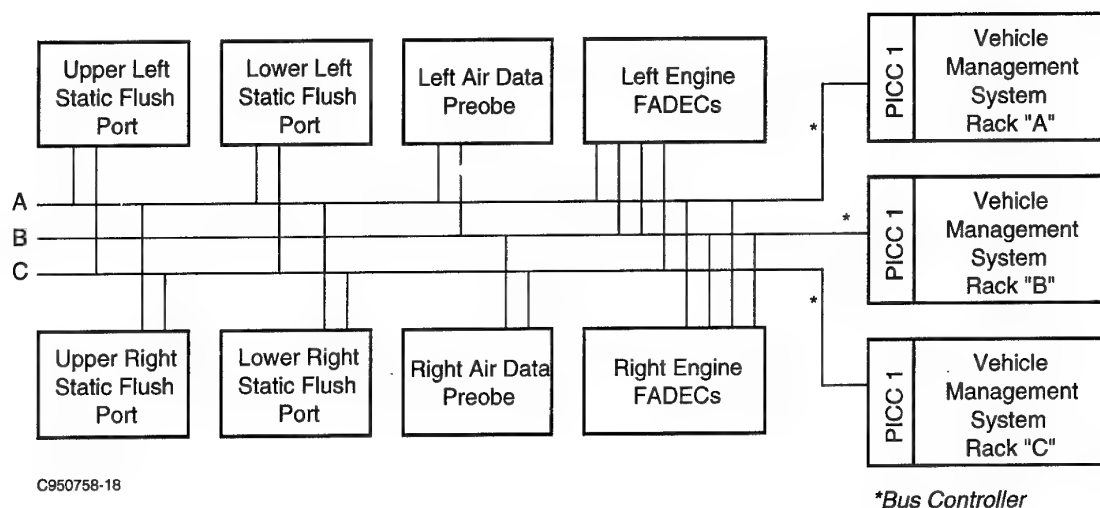 Upper Left
Static Flush
Port
Lower Left
Static Flush
Port
Left Air Data
Preobe
Left Engine
FADECs
PICC 1
Vehicle
Management
System
Rack "A"
*
A
B
C
*
PICC 1
Vehicle
Management
System
Rack "B"
*
Upper Right
Static Flush
Port
Lower Right
Static Flush
Port
Right Air Data
Preobe
Right Engine
FADECs
PICC 1
Vehicle
Management
System
Rack "C"
C950758-18
*Bus Controller